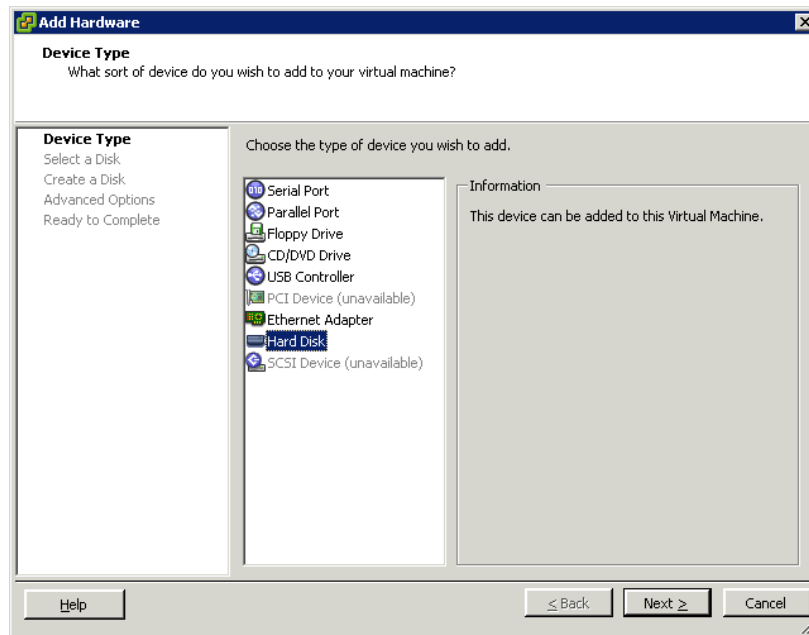 Add Hardware
Device Type
What sort of device do you wish to add to your virtual machine?
Device Type
Select a Disk
Create a Disk
Advanced Options
Ready to Complete
Choose the type of device you wish to add.
Serial Port
Parallel Port
Floppy Drive
CD/DVD Drive
USB Controller
PCI Device (unavailable)
Ethernet Adapter
Hard Disk
SCSI Device (unavailable)
Information
This device can be added to this Virtual Machine.
Help
≤ Back
Next ≥
Cancel